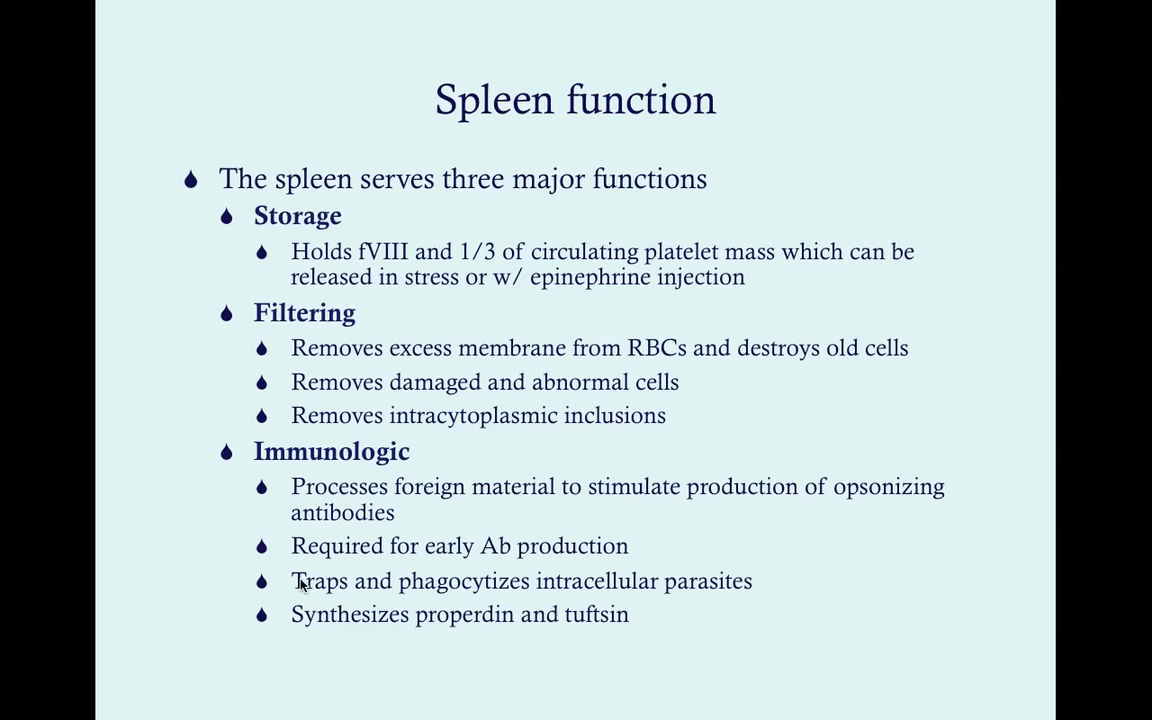 Spleen function
The spleen serves three major functions
Storage
Holds fVIII and 1/3 of circulating platelet mass which can be
released in stress or w/ epinephrine injection
Filtering
Removes excess membrane from RBCs and destroys old cells
Removes damaged and abnormal cells
Removes intracytoplasmic inclusions
Immunologic
Processes foreign material to stimulate production of opsonizing
antibodies
Required for early Ab production
Traps and phagocytizes intracellular parasites
Synthesizes properdin and tuftsin